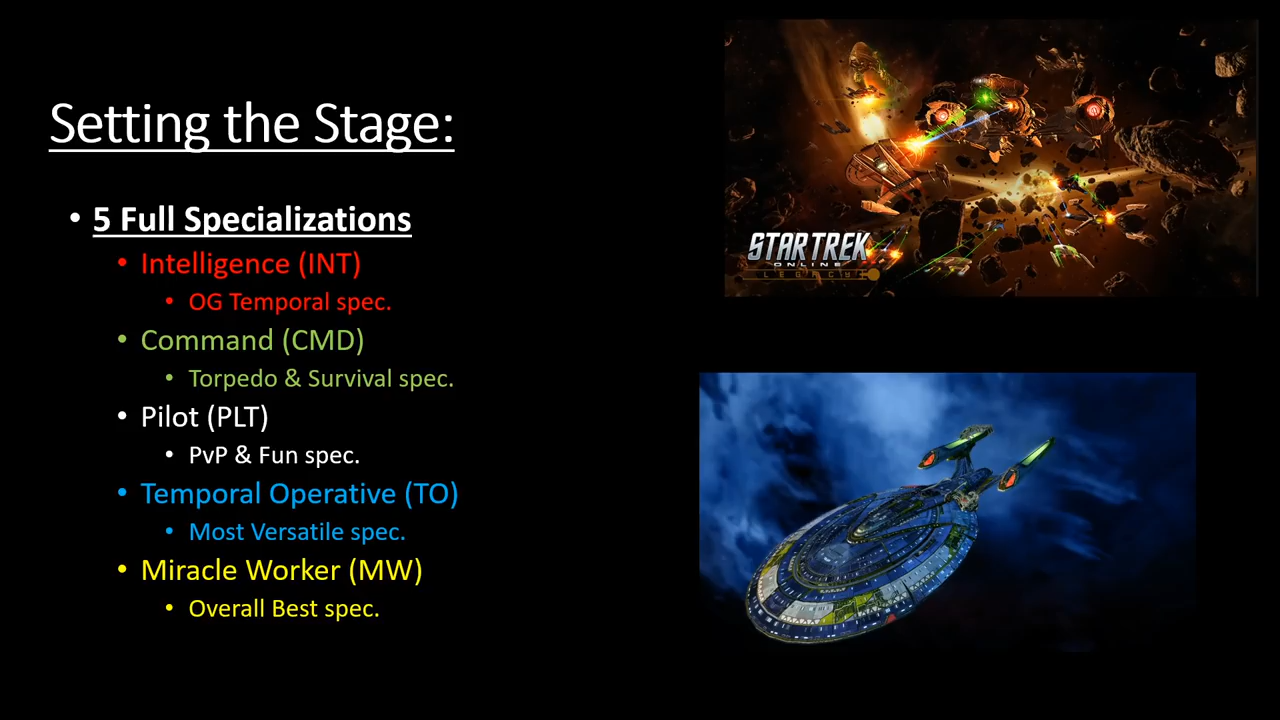 Setting the Stage:
5 Full Specializations
Intelligence (INT)
OG Temporal spec.
Command (CMD)
Torpedo & Survival spec.
Pilot (PLT)
PvP & Fun spec.
Temporal Operative (TO)
Most Versatile spec.
Miracle Worker (MW)
Overall Best spec.
STAR TREK
ONLINE
LEGACY